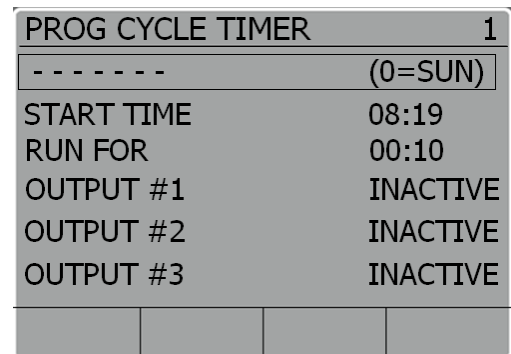 PROG CYCLE TIMER 1
- - - - - - - (0=SUN)
START TIME 08:19
RUN FOR 00:10
OUTPUT #1 INACTIVE
OUTPUT #2 INACTIVE
OUTPUT #3 INACTIVE